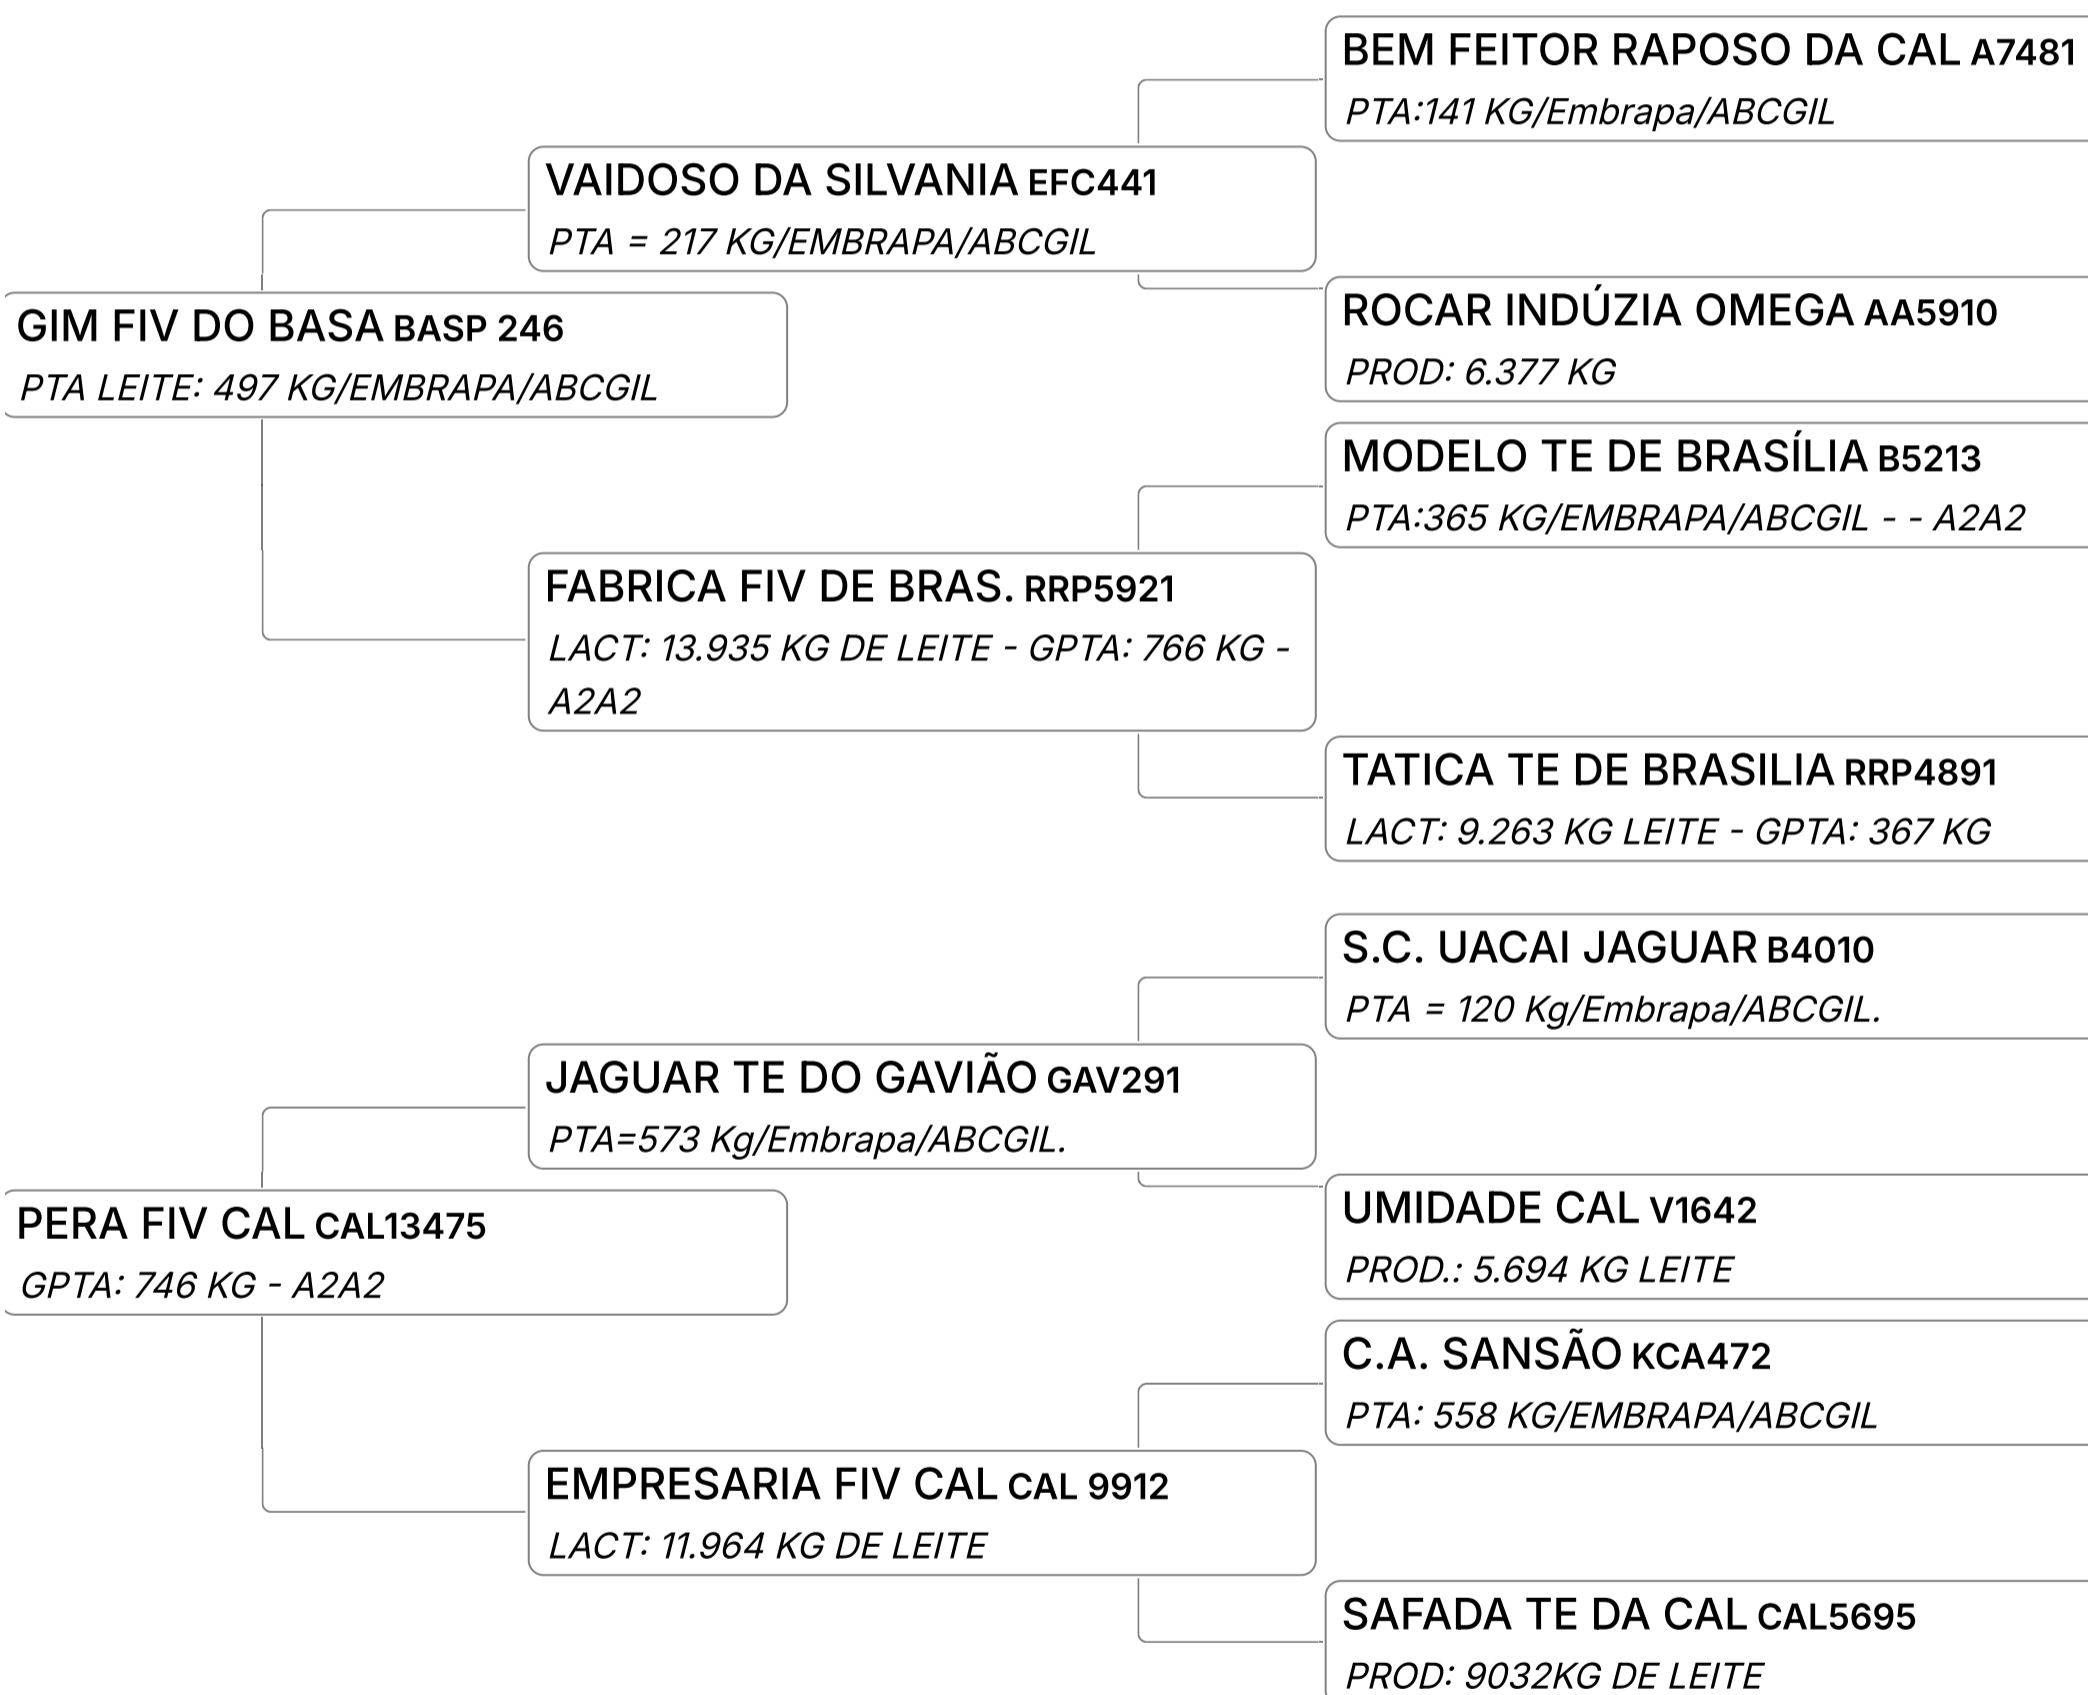 BEM FEITOR RAPOSO DA CAL A7481
PTA:141 KG/Embrapa/ABCGIL
VAIDOSO DA SILVANIA EFC441
PTA = 217 KG/EMBRAPA/ABCGIL
ROCAR INDÚZIA OMEGA AA5910
PROD: 6.377 KG
GIM FIV DO BASA BASP 246
PTA LEITE: 497 KG/EMBRAPA/ABCGIL
MODELO TE DE BRASÍLIA B5213
PTA:365 KG/EMBRAPA/ABCGIL - - A2A2
FABRICA FIV DE BRAS. RRP5921
LACT: 13.935 KG DE LEITE - GPTA: 766 KG -
A2A2
TATICA TE DE BRASILIA RRP4891
LACT: 9.263 KG LEITE - GPTA: 367 KG
S.C. UACAI JAGUAR B4010
PTA = 120 Kg/Embrapa/ABCGIL.
JAGUAR TE DO GAVIÃO GAV291
PTA=573 Kg/Embrapa/ABCGIL.
UMIDADE CAL V1642
PROD.: 5.694 KG LEITE
PERA FIV CAL CAL13475
GPTA: 746 KG - A2A2
C.A. SANSÃO KCA472
PTA: 558 KG/EMBRAPA/ABCGIL
EMPRESARIA FIV CAL CAL 9912
LACT: 11.964 KG DE LEITE
SAFADA TE DA CAL CAL5695
PROD: 9032KG DE LEITE